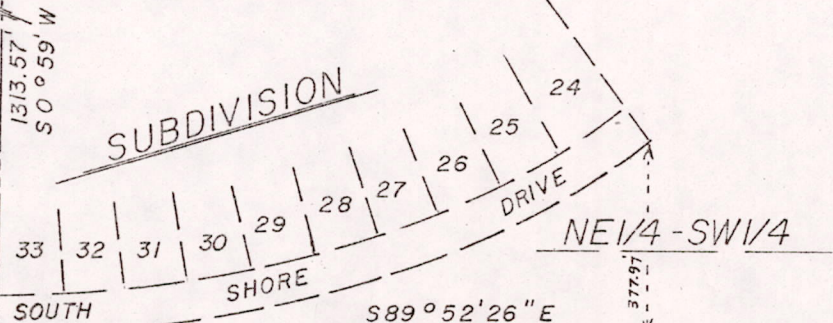 1313.57'
S 0° 59' W
SUBDIVISION
24
25
26
27
28
29
30
31
32
33
DRIVE
SHORE
SOUTH
NE1/4-SW1/4
377.97'
S89°52'26"E